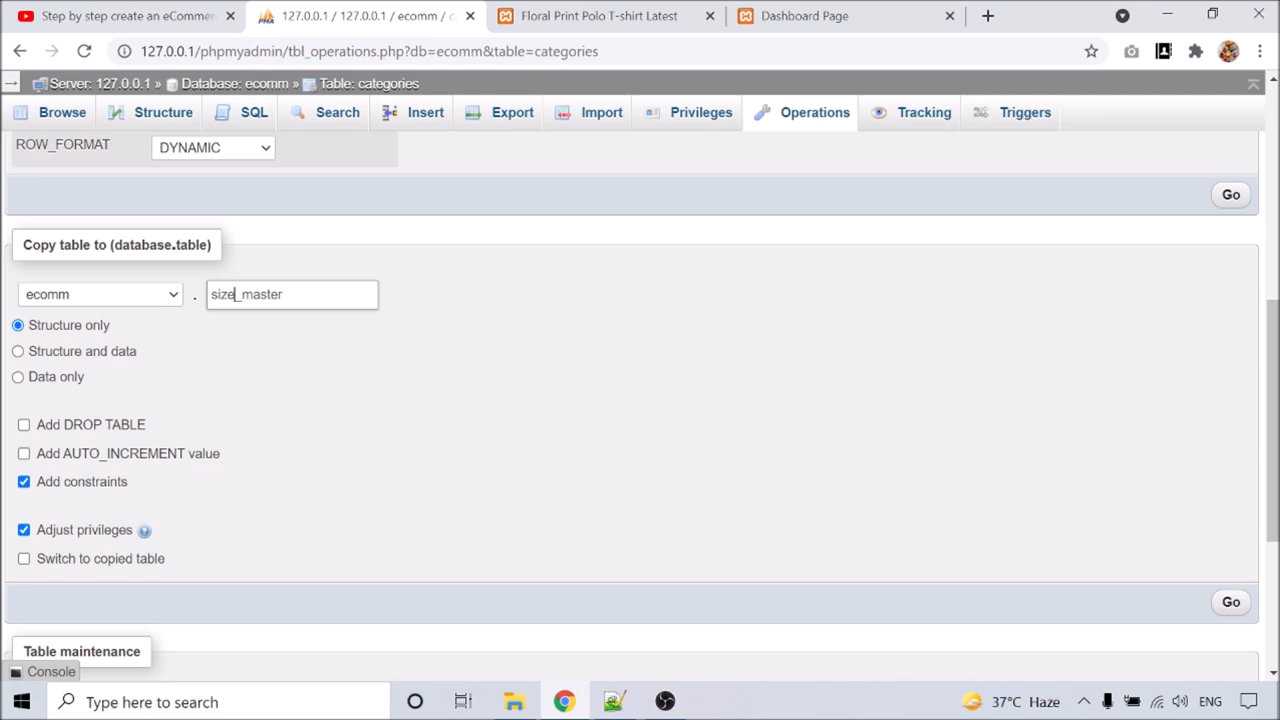 Step by step create an eCommer
127.0.0.1 / 127.0.0.1 / ecomm / c
Floral Print Polo T-shirt Latest
Dashboard Page
127.0.0.1/phpmyadmin/tbl_operations.php?db=ecomm&table=categories
Server: 127.0.0.1 » Database: ecomm » Table: categories
Browse Structure SQL Search Insert Export Import Privileges Operations Tracking Triggers
ROW_FORMAT DYNAMIC
Go
Copy table to (database.table)
ecomm . size_master
Structure only
Structure and data
Data only
Add DROP TABLE
Add AUTO_INCREMENT value
Add constraints
Adjust privileges
Switch to copied table
Go
Table maintenance
Console
Type here to search
37°C Haze
ENG